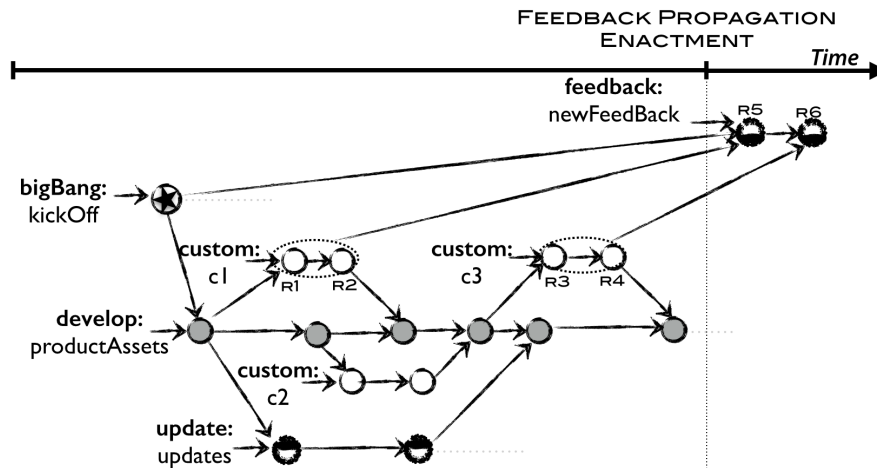 FEEDBACK PROPAGATION
ENACTMENT
Time
feedback:
newFeedBack
R5
R6
bigBang:
kickOff
custom:
c1
R1
R2
custom:
c3
R3
R4
develop:
productAssets
custom:
c2
update:
updates